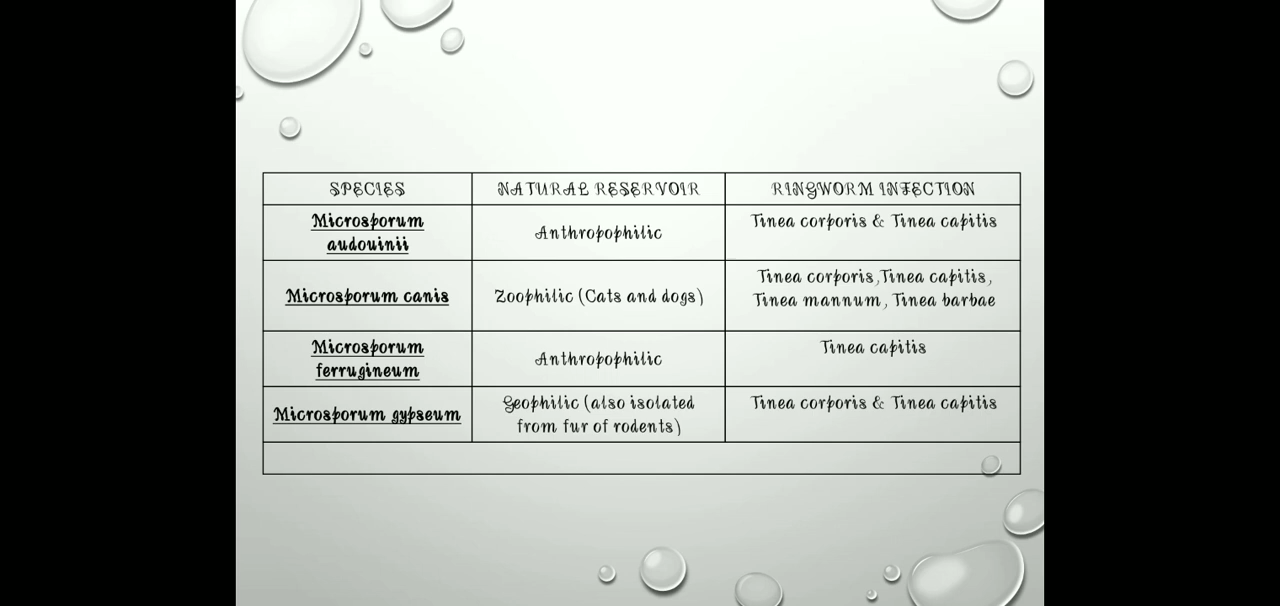 SPECIES NATURAL RESERVOIR RINGWORM INFECTION
Microsporum
audouinii
Anthropophilic
Tinea corporis & Tinea capitis
Microsporum canis
Zoophilic (Cats and dogs)
Tinea corporis,Tinea capitis,
Tinea mannum, Tinea barbae
Microsporum
ferrugineum
Anthropophilic
Tinea capitis
Microsporum gypseum
Geophilic (also isolated
from fur of rodents)
Tinea corporis & Tinea capitis